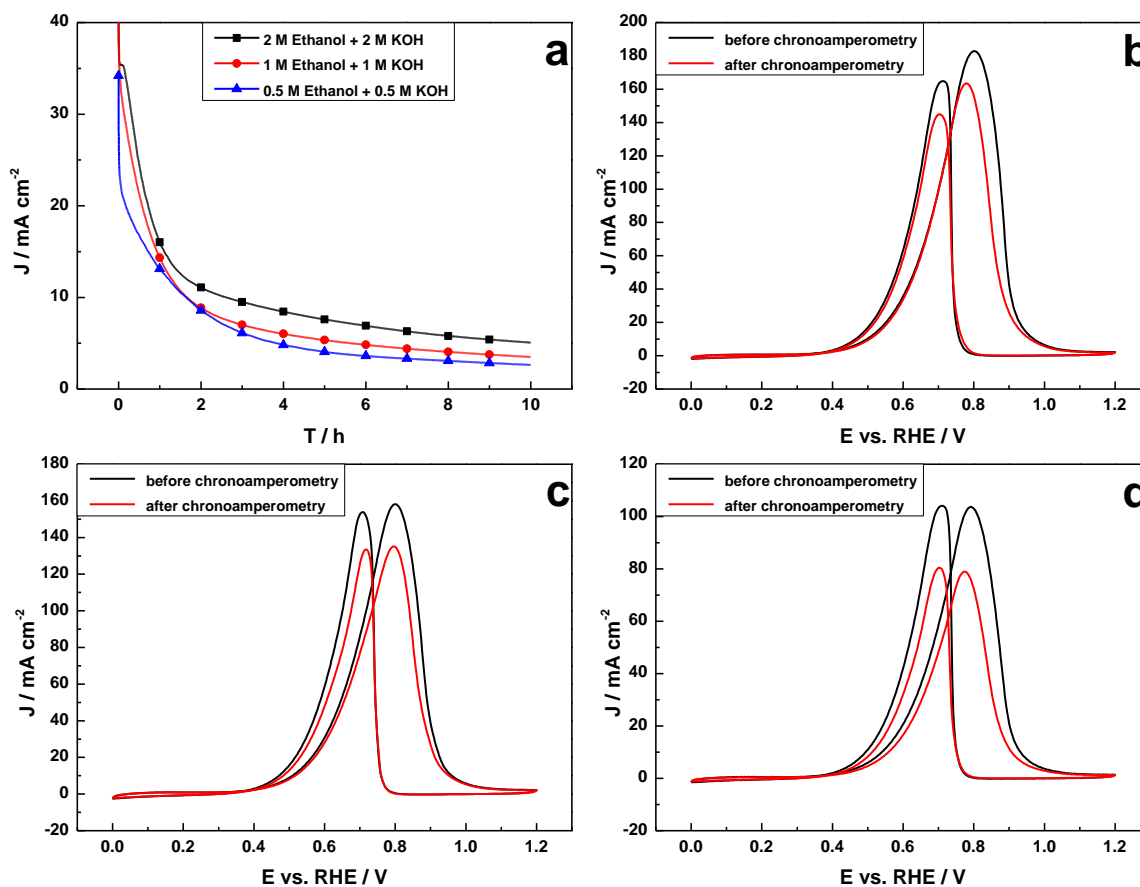 a
2 M Ethanol + 2 M KOH
1 M Ethanol + 1 M KOH
0.5 M Ethanol + 0.5 M KOH
40
30
20
10
0
J / mA cm⁻²
0 2 4 6 8 10
T / h
b
before chronoamperometry
after chronoamperometry
200
180
160
140
120
100
80
60
40
20
0
-20
J / mA cm⁻²
0.0 0.2 0.4 0.6 0.8 1.0 1.2
E vs. RHE / V
c
before chronoamperometry
after chronoamperometry
180
160
140
120
100
80
60
40
20
0
-20
J / mA cm⁻²
0.0 0.2 0.4 0.6 0.8 1.0 1.2
E vs. RHE / V
d
before chronoamperometry
after chronoamperometry
120
100
80
60
40
20
0
-20
J / mA cm⁻²
0.0 0.2 0.4 0.6 0.8 1.0 1.2
E vs. RHE / V